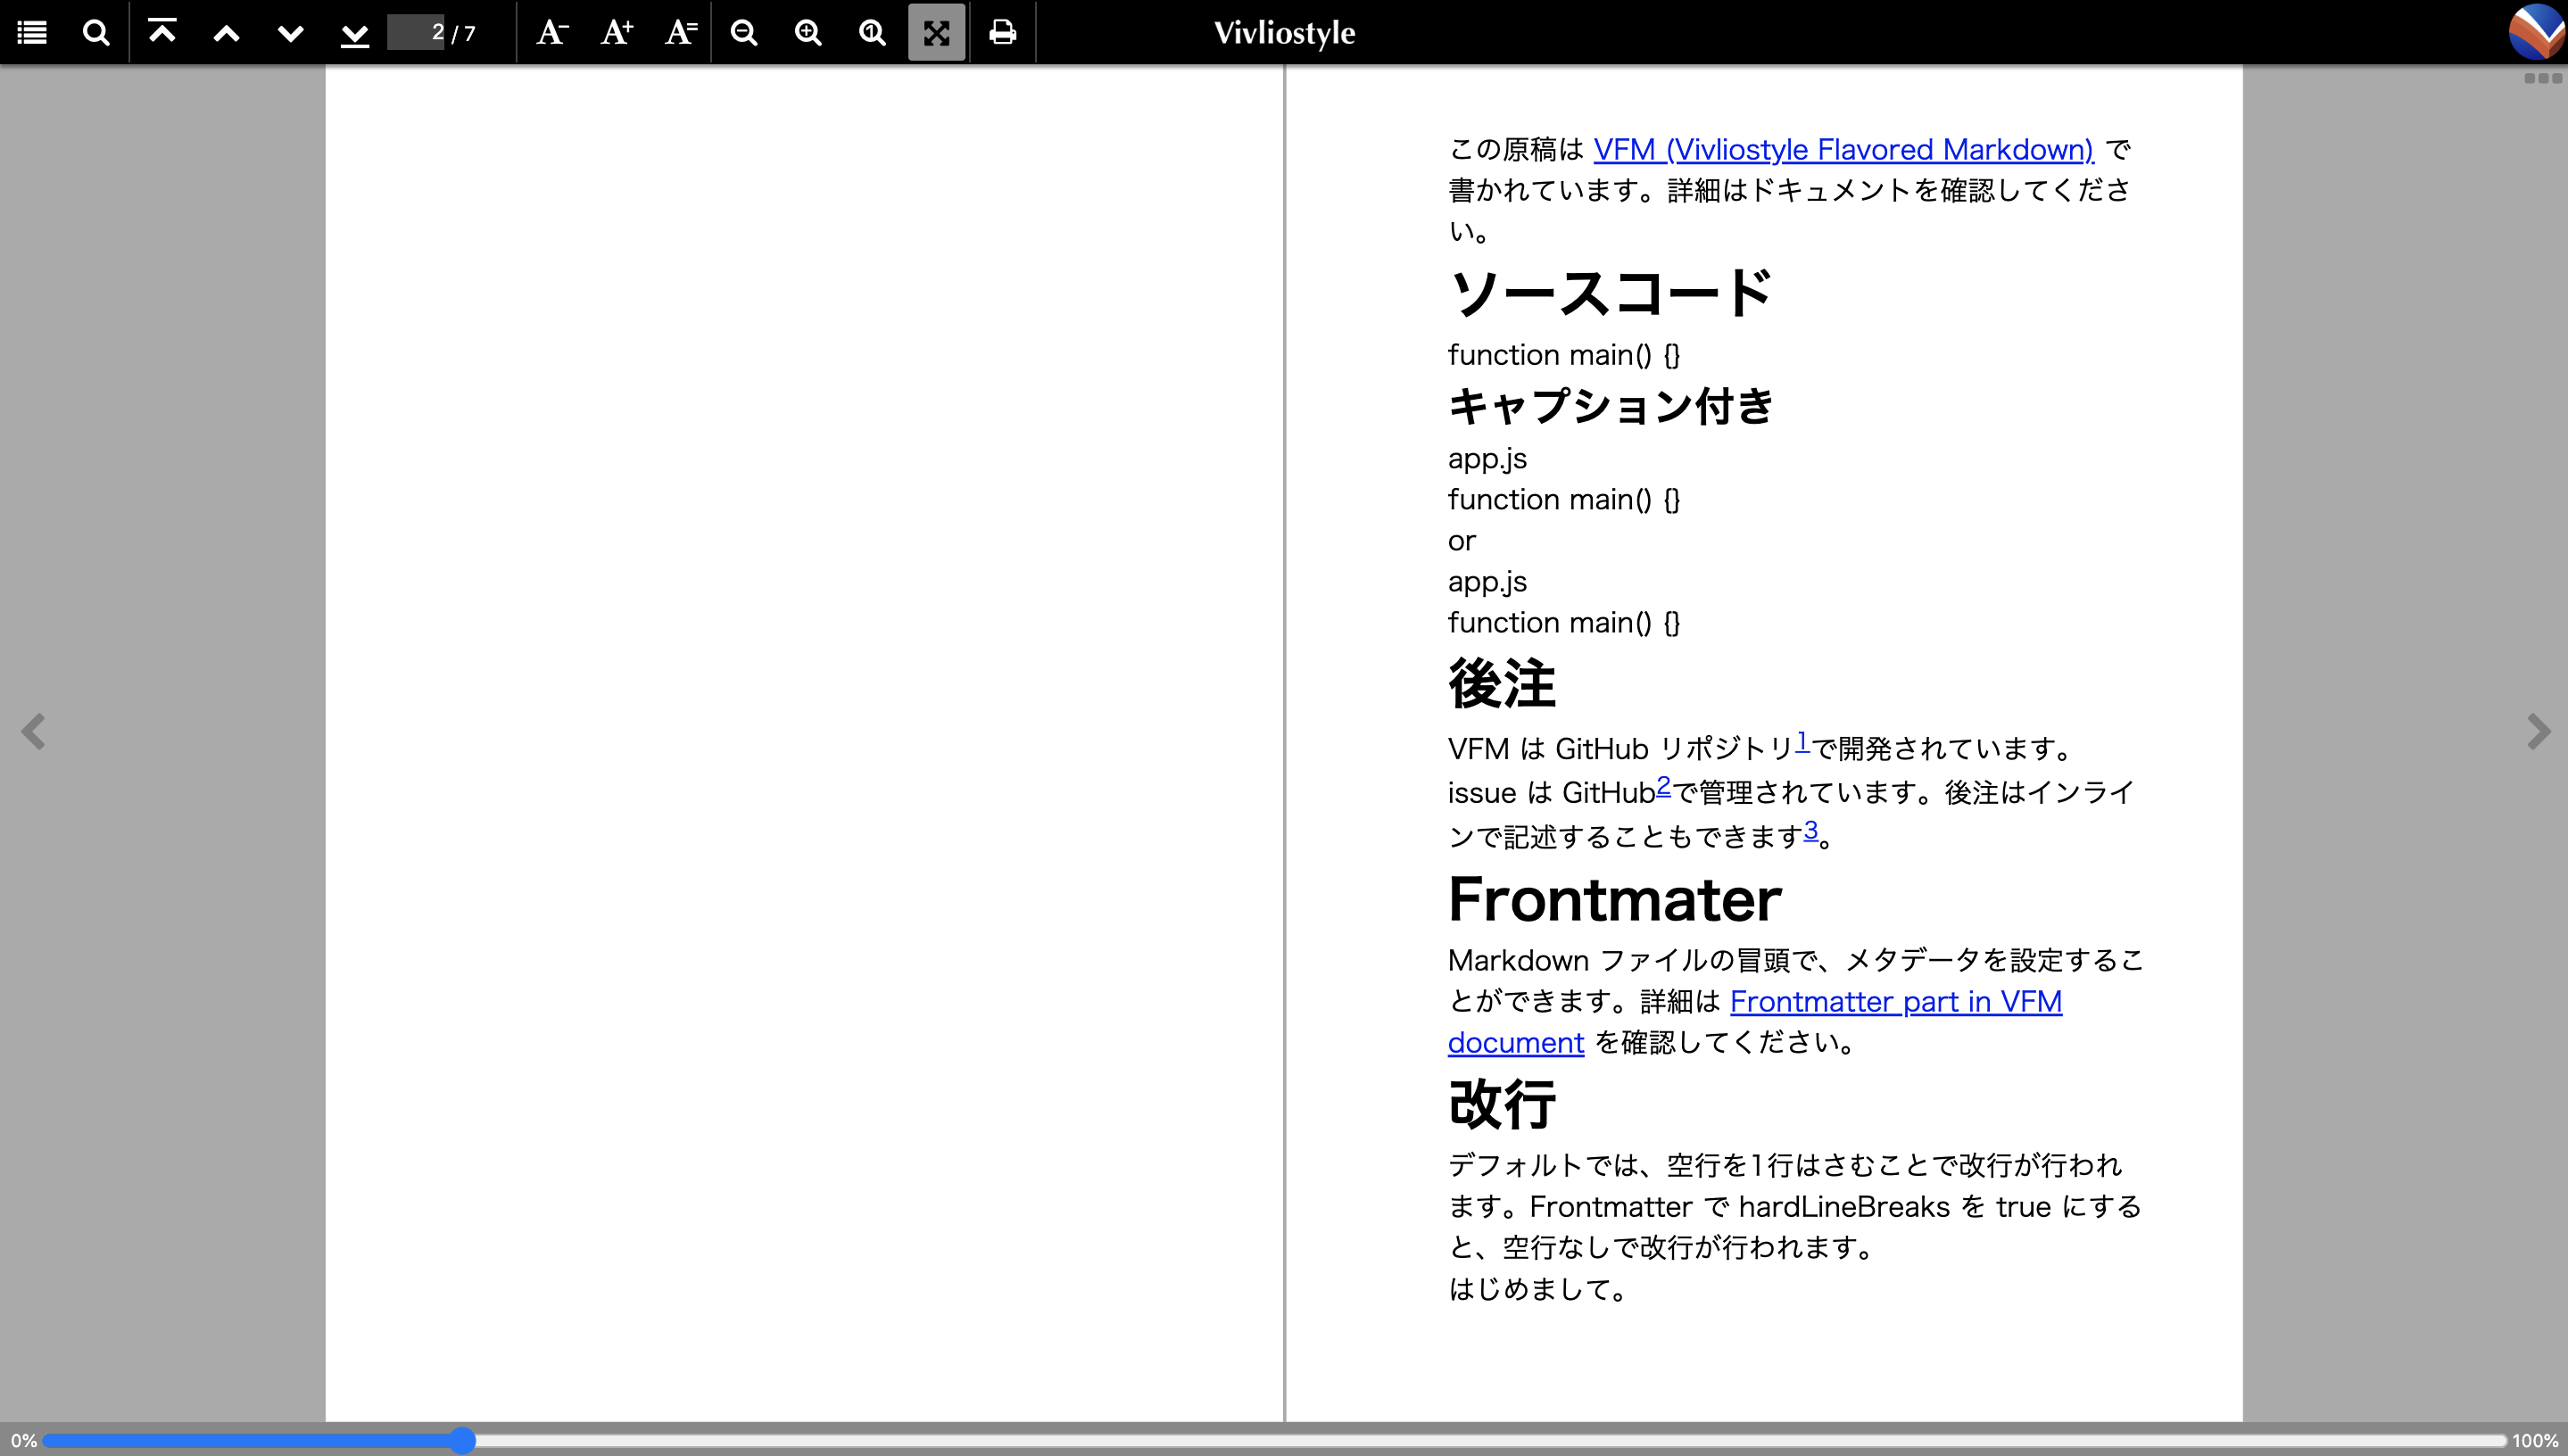 2 / 7
A- A+ A=
Vivliostyle
この原稿は VFM (Vivliostyle Flavored Markdown) で
書かれています。詳細はドキュメントを確認してくださ
い。
ソースコード
function main() {}
キャプション付き
app.js
function main() {}
or
app.js
function main() {}
後注
VFM は GitHub リポジトリ1で開発されています。
issue は GitHub2で管理されています。後注はインライ
ンで記述することもできます3。
Frontmater
Markdown ファイルの冒頭で、メタデータを設定するこ
とができます。詳細は Frontmatter part in VFM
document を確認してください。
改行
デフォルトでは、空行を1行はさむことで改行が行われ
ます。Frontmatter で hardLineBreaks を true にする
と、空行なしで改行が行われます。
はじめまして。
0% 100%